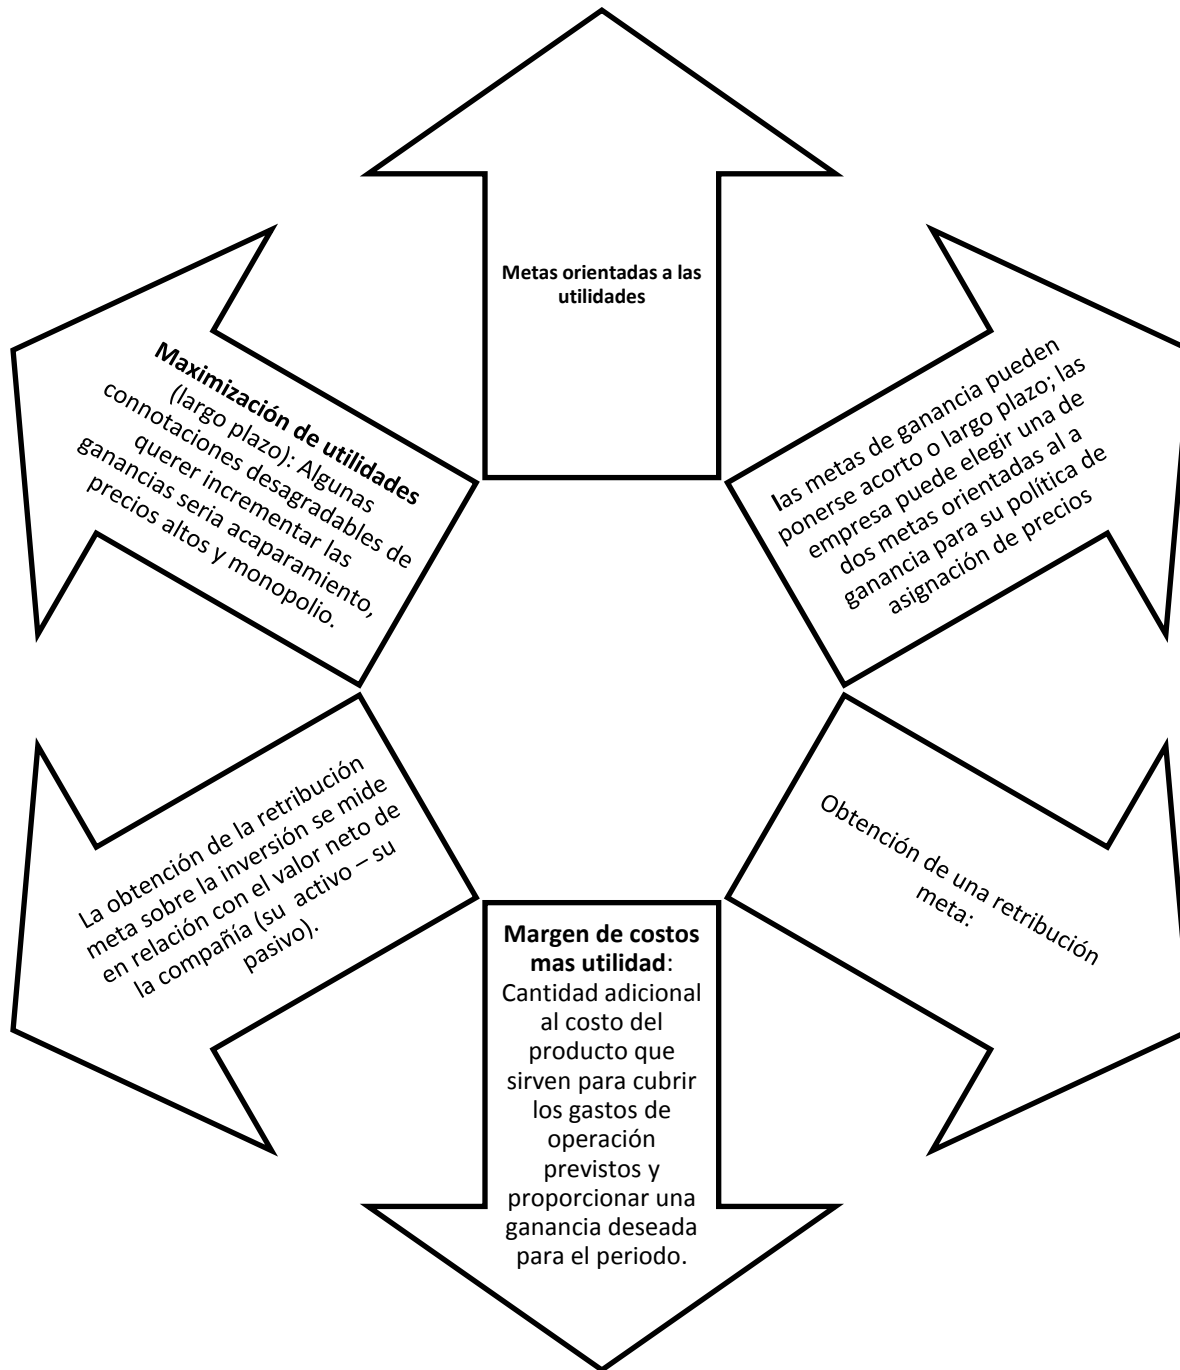 Metas orientadas a las
utilidades
las metas de ganancia pueden
ponerse acorto o largo plazo; las
empresa puede elegir una de
dos metas orientadas al a
ganancia para su política de
asignación de precios
Obtención de una retribución
meta:
Margen de costos
mas utilidad:
Cantidad adicional
al costo del
producto que
sirven para cubrir
los gastos de
operación
previstos y
proporcionar una
ganancia deseada
para el periodo.
La obtención de la retribución
meta sobre la inversión se mide
en relación con el valor neto de
la compañía (su activo – su
pasivo).
Maximización de utilidades
(largo plazo): Algunas
connotaciones desagradables de
querer incrementar las
ganancias seria acaparamiento,
precios altos y monopolio.